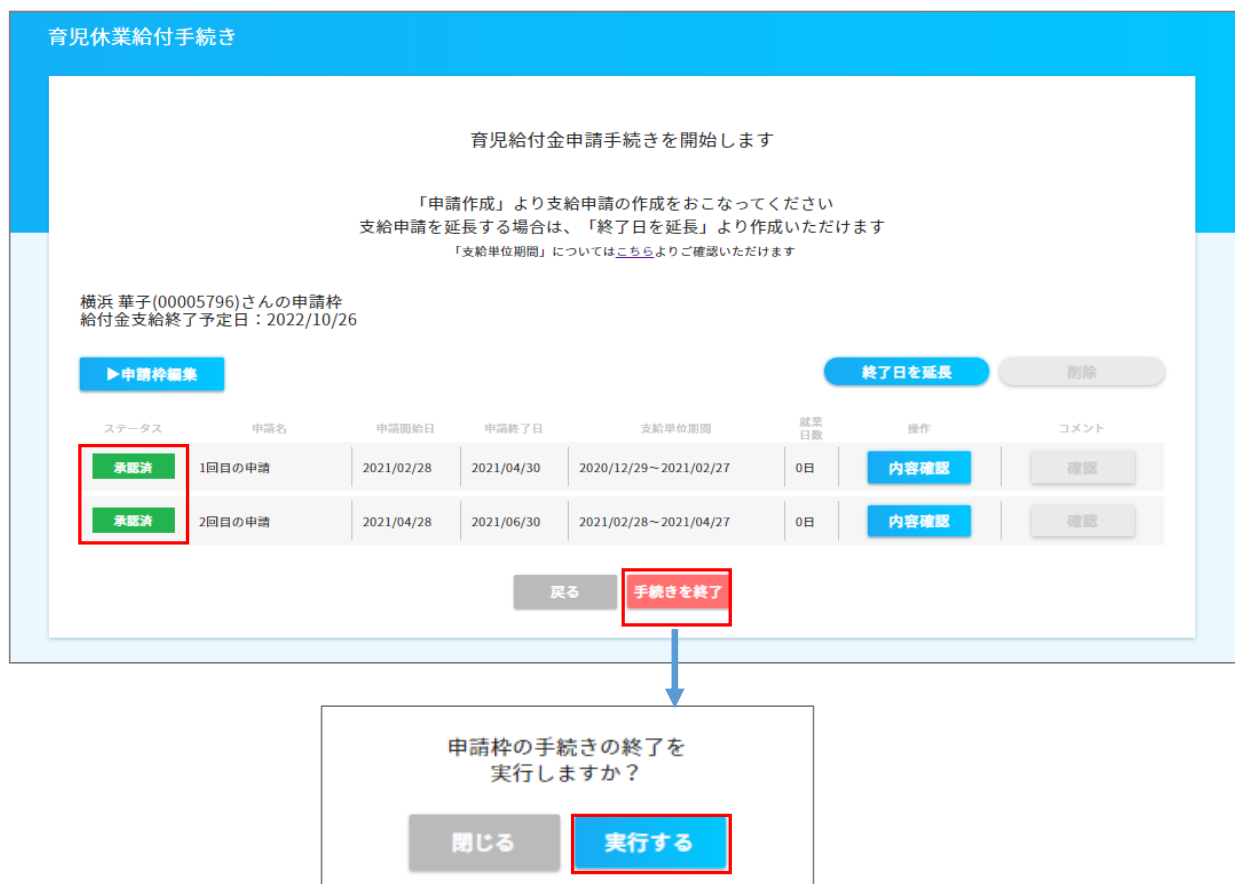 育児休業給付手続き
育児給付金申請手続きを開始します
「申請作成」より支給申請の作成をおこなってください
支給申請を延長する場合は、「終了日を延長」より作成いただけます
「支給単位期間」についてはこちらよりご確認いただけます
横浜 華子(00005796)さんの申請枠
給付金支給終了予定日：2022/10/26
▶申請枠編集 終了日を延長 削除
ステータス 申請名 申請開始日 申請終了日 支給単位期間 就業日数 操作 コメント
承認済 1回目の申請 2021/02/28 2021/04/30 2020/12/29～2021/02/27 0日 内容確認 確認
承認済 2回目の申請 2021/04/28 2021/06/30 2021/02/28～2021/04/27 0日 内容確認 確認
戻る 手続きを終了
申請枠の手続きの終了を
実行しますか？
閉じる 実行する